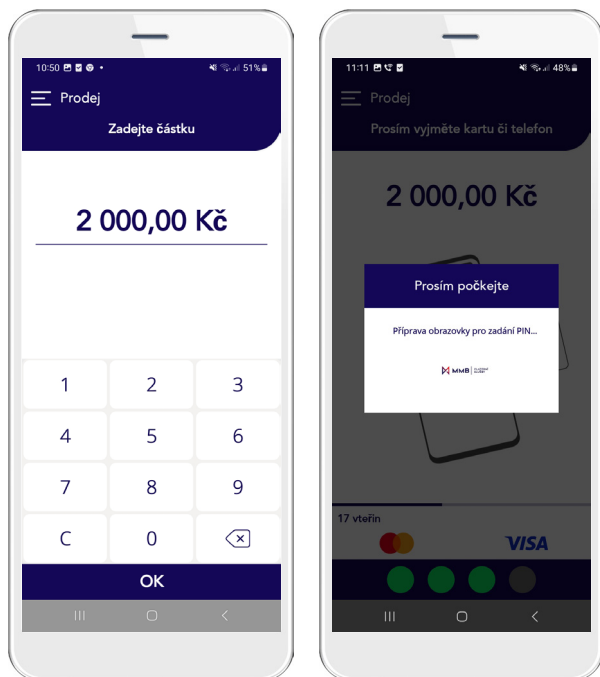 10:50
51%
Prodej
Zadejte částku
2 000,00 Kč
1 2 3
4 5 6
7 8 9
C 0
OK
11:11
48%
Prodej
Prosím vyjměte kartu či telefon
2 000,00 Kč
Prosím počkejte
Příprava obrazovky pro zadání PIN...
MMB
17 vteřin
VISA